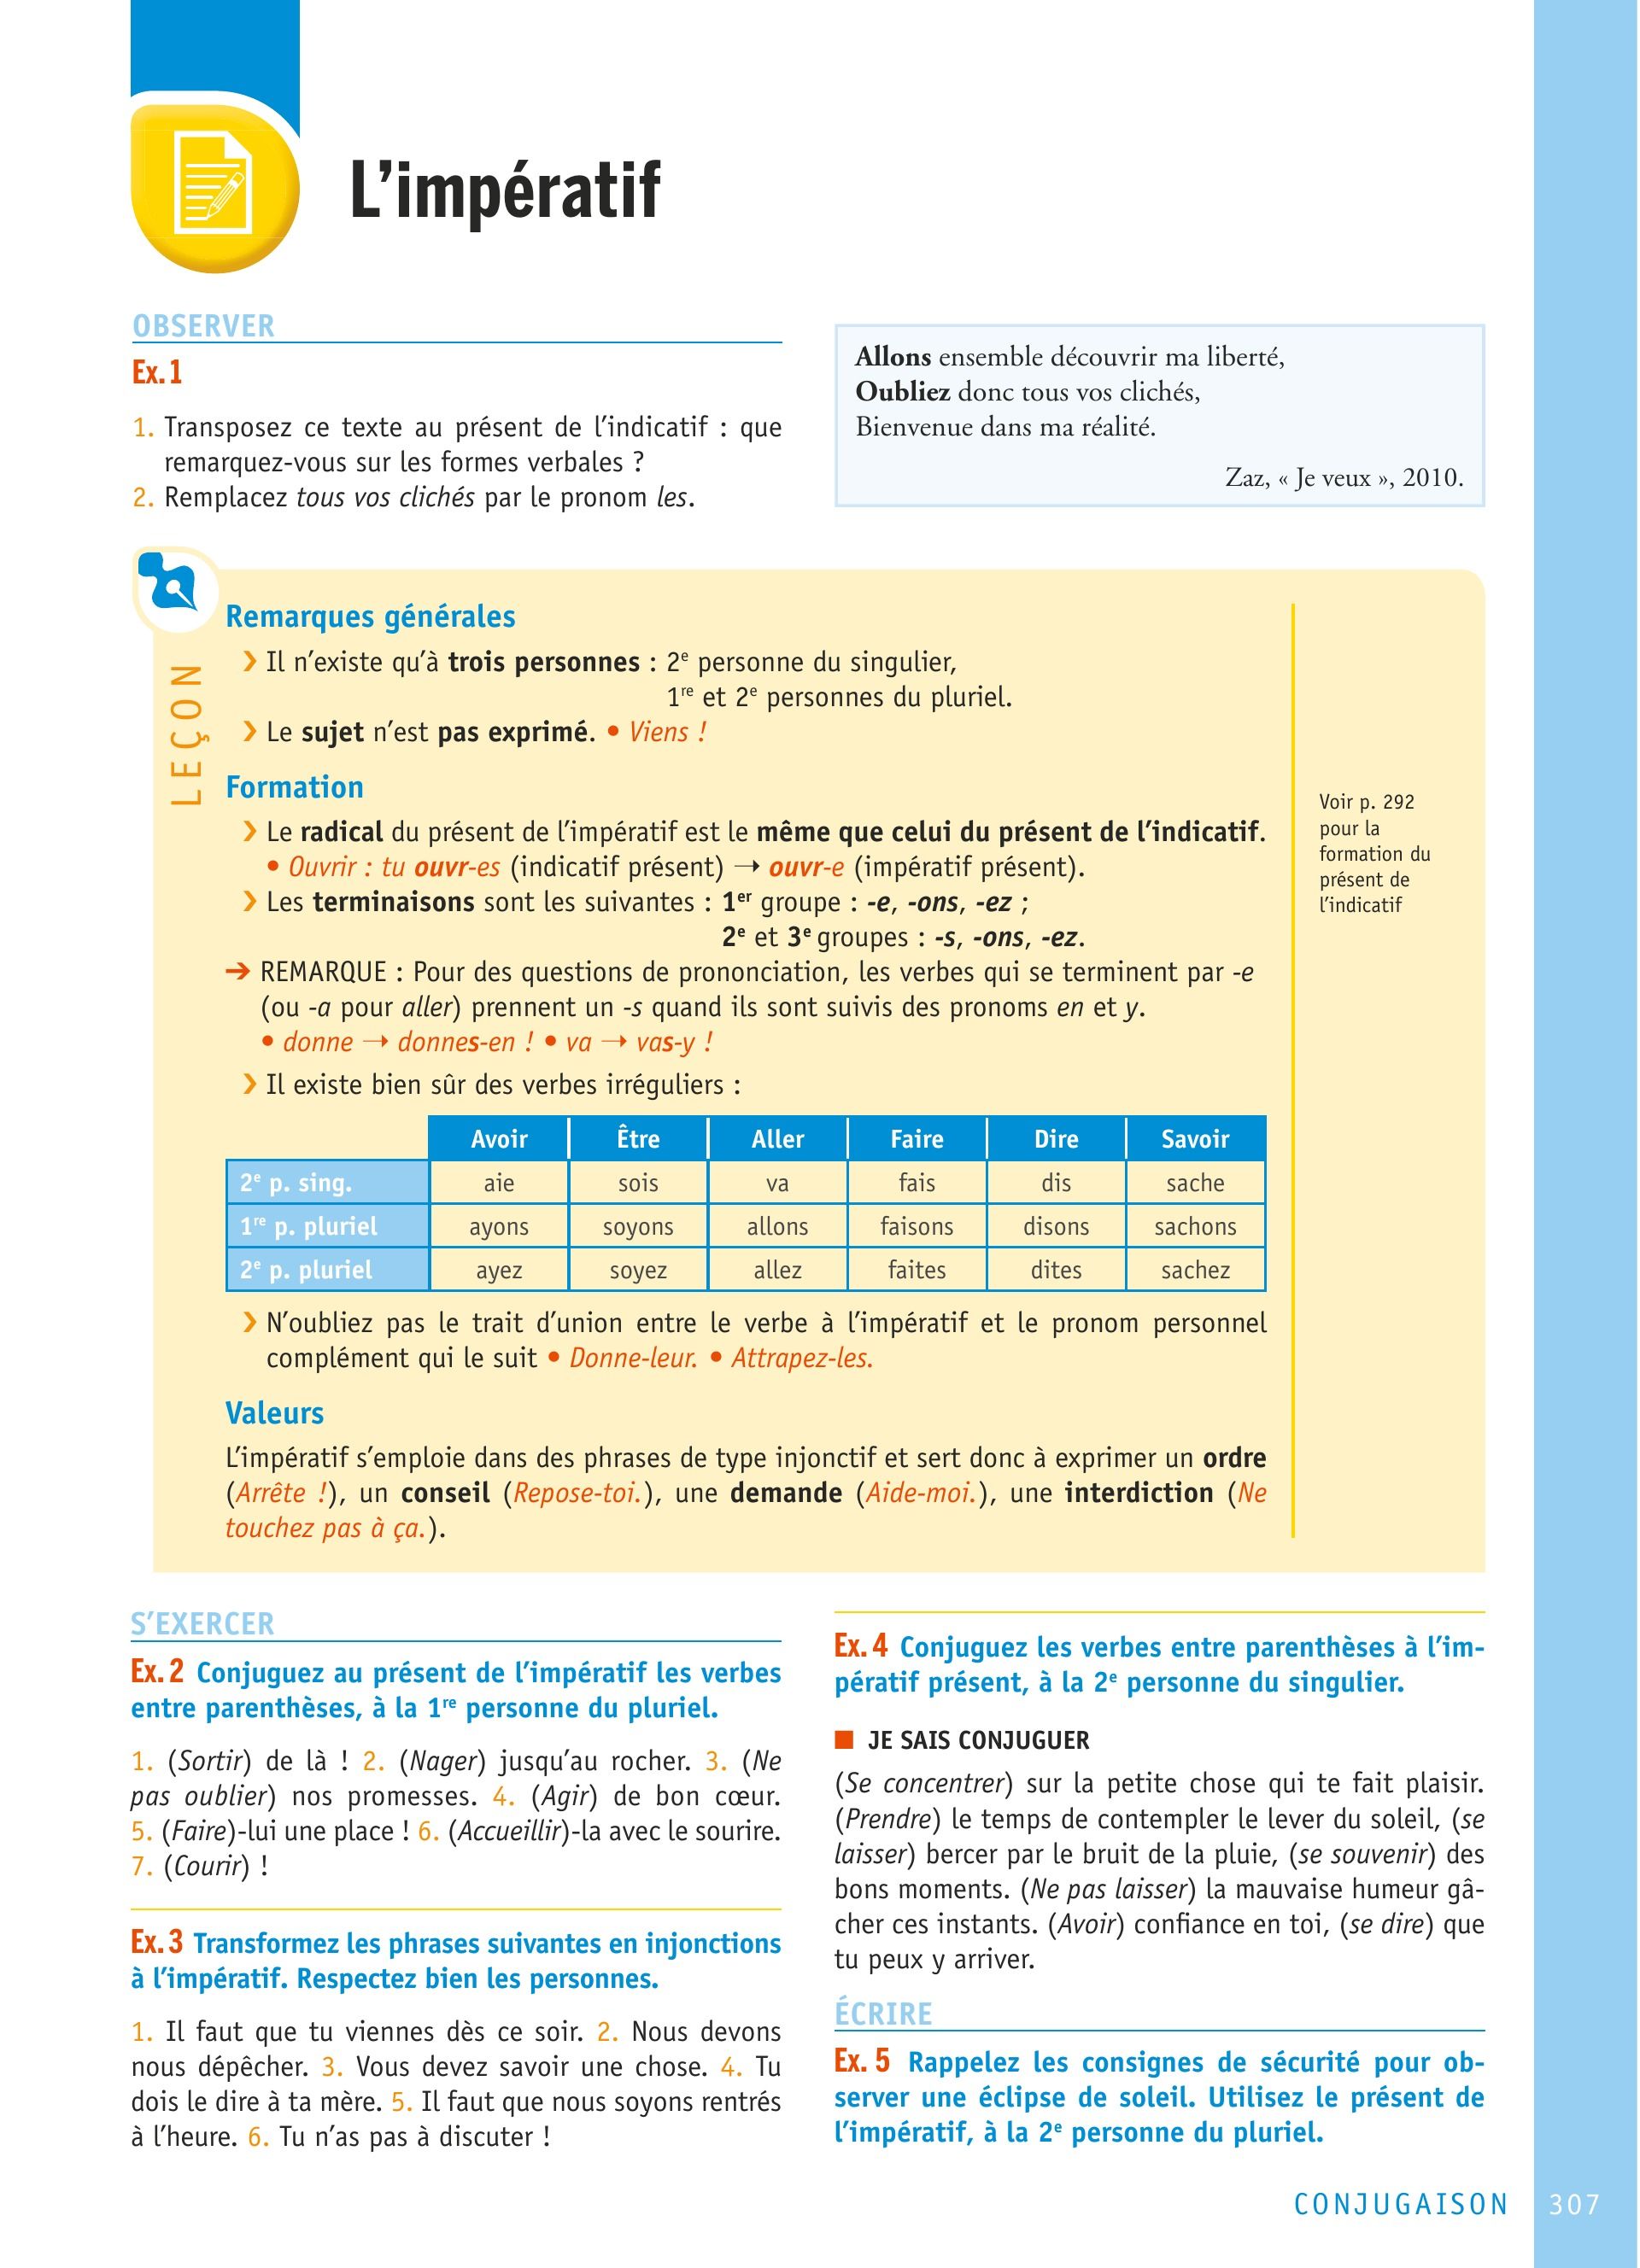 L’impératif
OBSERVER
Ex. 1
1. Transposez ce texte au présent de l’indicatif : que
remarquez-vous sur les formes verbales ?
2. Remplacez tous vos clichés par le pronom les.
Allons ensemble découvrir ma liberté,
Oubliez donc tous vos clichés,
Bienvenue dans ma réalité.
Zaz, « Je veux », 2010.
LEÇON
Remarques générales
› Il n’existe qu’à trois personnes : 2e personne du singulier,
1re et 2e personnes du pluriel.
› Le sujet n’est pas exprimé. • Viens !
Formation
› Le radical du présent de l’impératif est le même que celui du présent de l’indicatif.
• Ouvrir : tu ouvr-es (indicatif présent) → ouvr-e (impératif présent).
› Les terminaisons sont les suivantes : 1er groupe : -e, -ons, -ez ;
2e et 3e groupes : -s, -ons, -ez.
➔ REMARQUE : Pour des questions de prononciation, les verbes qui se terminent par -e
(ou -a pour aller) prennent un -s quand ils sont suivis des pronoms en et y.
• donne → donnes-en ! • va → vas-y !
› Il existe bien sûr des verbes irréguliers :
Avoir Être Aller Faire Dire Savoir
2e p. sing. aie sois va fais dis sache
1re p. pluriel ayons soyons allons faisons disons sachons
2e p. pluriel ayez soyez allez faites dites sachez
› N’oubliez pas le trait d’union entre le verbe à l’impératif et le pronom personnel
complément qui le suit • Donne-leur. • Attrapez-les.
Valeurs
L’impératif s’emploie dans des phrases de type injonctif et sert donc à exprimer un ordre
(Arrête !), un conseil (Repose-toi.), une demande (Aide-moi.), une interdiction (Ne
touchez pas à ça.).
Voir p. 292
pour la
formation du
présent de
l’indicatif
S’EXERCER
Ex. 2 Conjuguez au présent de l’impératif les verbes
entre parenthèses, à la 1re personne du pluriel.
1. (Sortir) de là ! 2. (Nager) jusqu’au rocher. 3. (Ne
pas oublier) nos promesses. 4. (Agir) de bon cœur.
5. (Faire)-lui une place ! 6. (Accueillir)-la avec le sourire.
7. (Courir) !
Ex. 3 Transformez les phrases suivantes en injonctions
à l’impératif. Respectez bien les personnes.
1. Il faut que tu viennes dès ce soir. 2. Nous devons
nous dépêcher. 3. Vous devez savoir une chose. 4. Tu
dois le dire à ta mère. 5. Il faut que nous soyons rentrés
à l’heure. 6. Tu n’as pas à discuter !
Ex. 4 Conjuguez les verbes entre parenthèses à l’im-
pératif présent, à la 2e personne du singulier.
■ JE SAIS CONJUGUER
(Se concentrer) sur la petite chose qui te fait plaisir.
(Prendre) le temps de contempler le lever du soleil, (se
laisser) bercer par le bruit de la pluie, (se souvenir) des
bons moments. (Ne pas laisser) la mauvaise humeur gâ-
cher ces instants. (Avoir) confiance en toi, (se dire) que
tu peux y arriver.
ÉCRIRE
Ex. 5 Rappelez les consignes de sécurité pour ob-
server une éclipse de soleil. Utilisez le présent de
l’impératif, à la 2e personne du pluriel.
CONJUGAISON 307